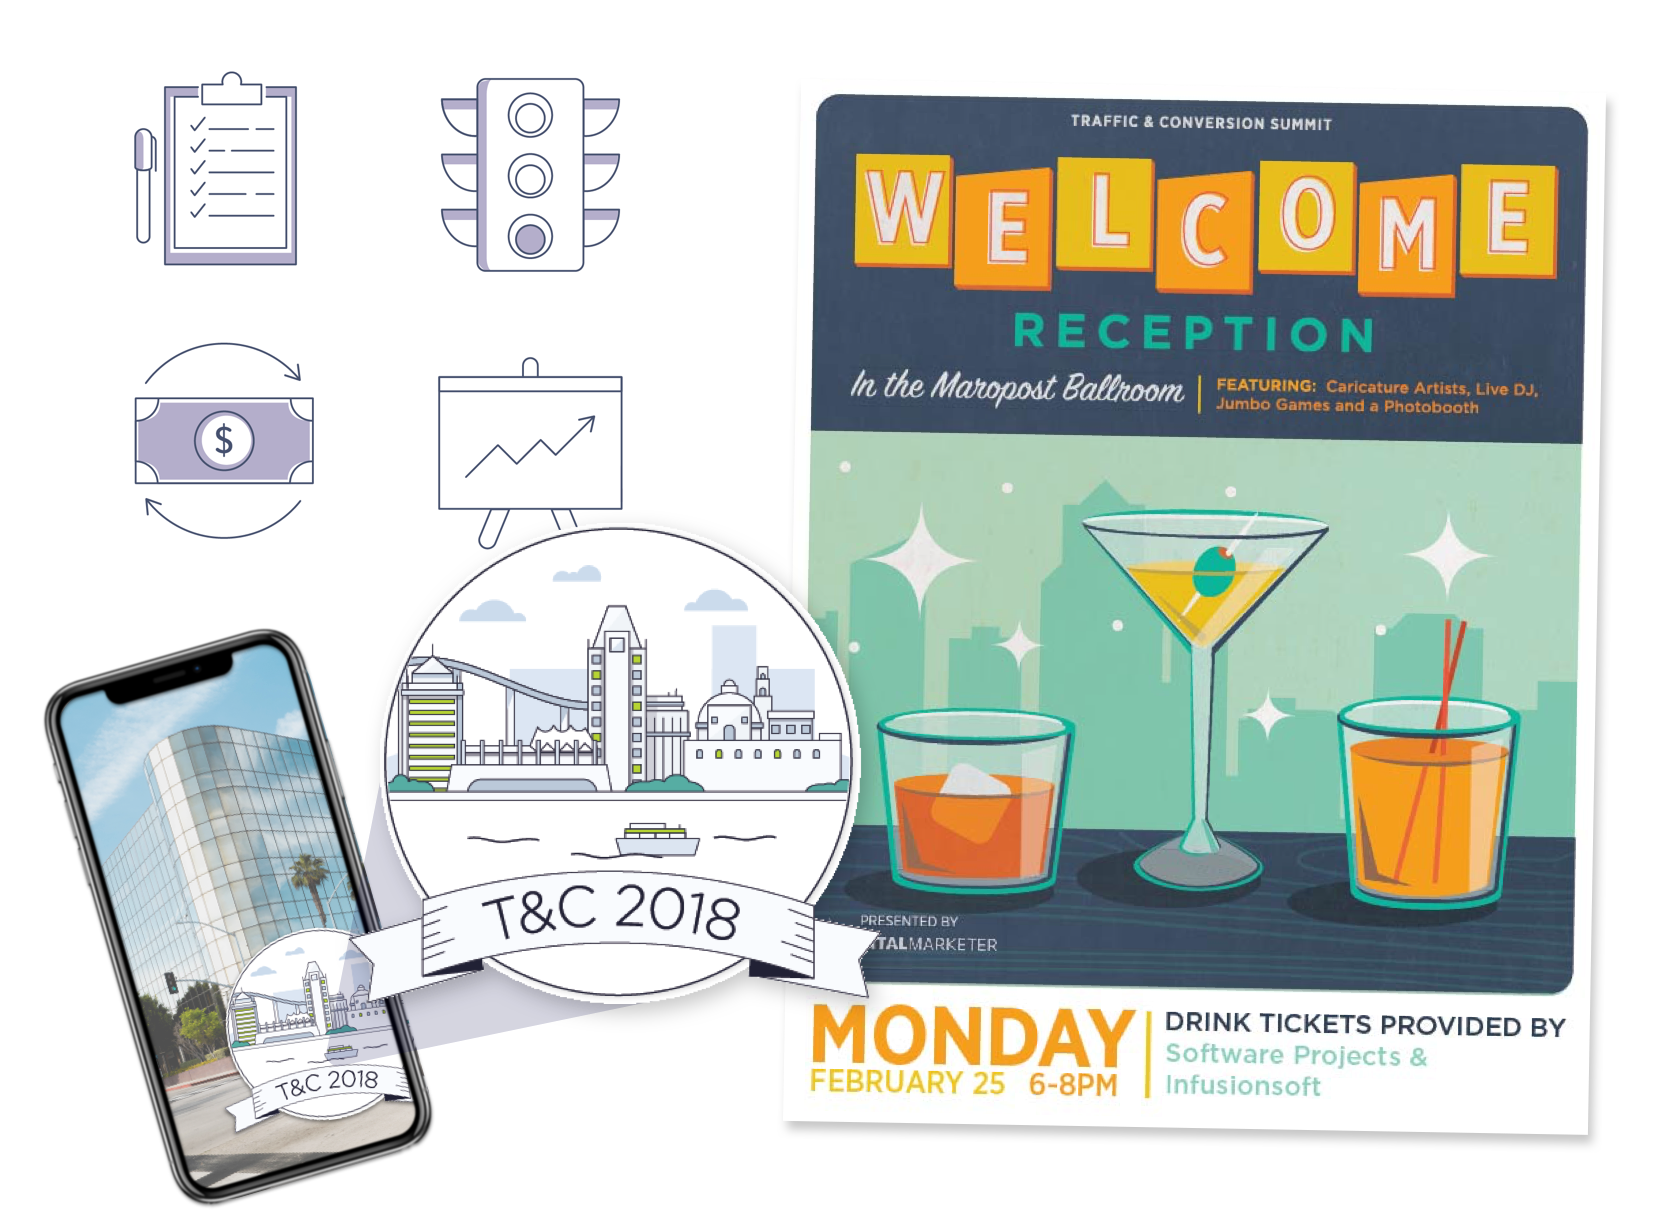 $
TRAFFIC & CONVERSION SUMMIT
WELCOME
RECEPTION
In the Maropost Ballroom
FEATURING: Caricature Artists, Live DJ,
Jumbo Games and a Photobooth
PRESENTED BY
ITALMARKETER
MONDAY
FEBRUARY 25 6-8PM
DRINK TICKETS PROVIDED BY
Software Projects &
Infusionsoft
T&C 2018
T&C 2018